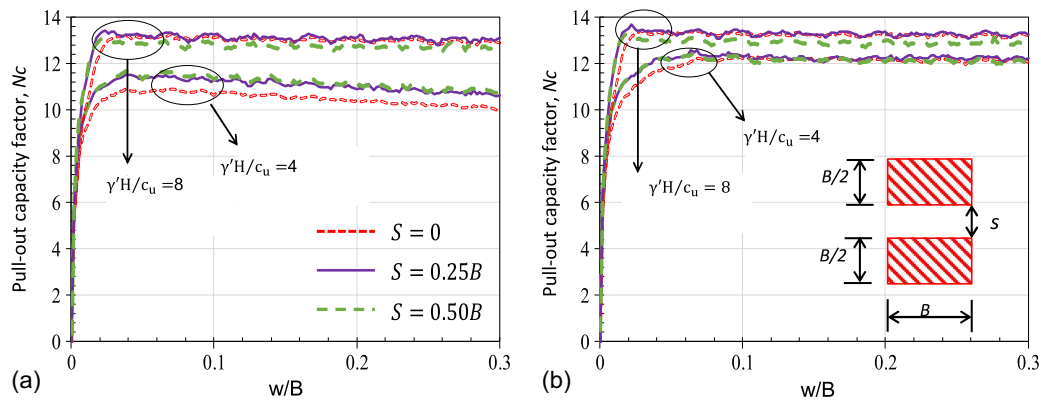 Pull-out capacity factor, Nc
14
12
10
8
6
4
2
0
γ′H/cᵤ =8
γ′H/cᵤ =4
S = 0
S = 0.25B
S = 0.50B
0
0.1
0.2
0.3
(a)
w/B
Pull-out capacity factor, Nc
14
12
10
8
6
4
2
0
γ′H/cᵤ =4
γ′H/cᵤ = 8
B/2
s
B/2
B
0
0.1
0.2
0.3
(b)
w/B